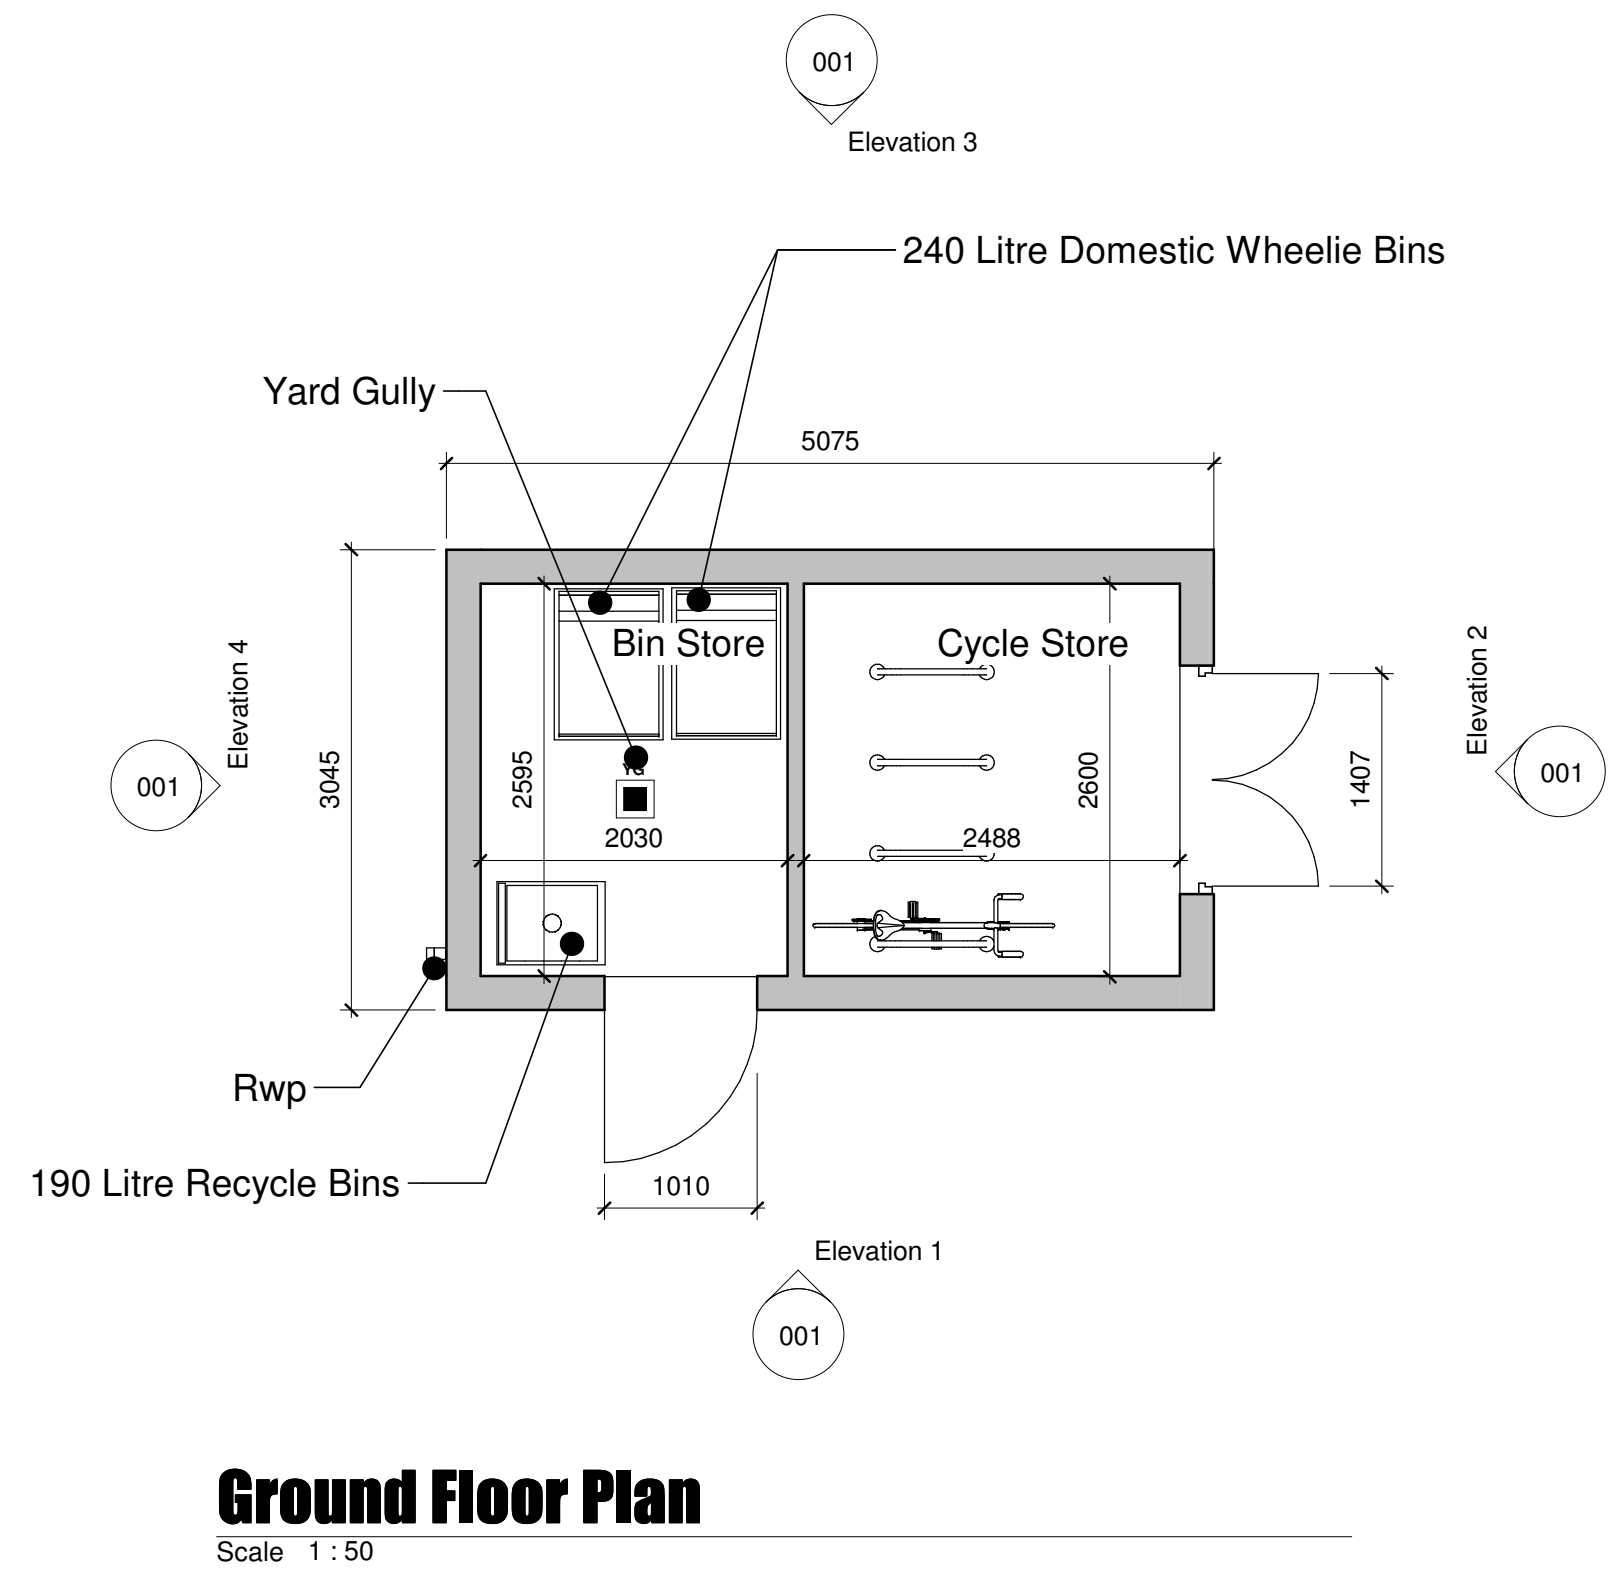 001
Elevation 3
240 Litre Domestic Wheelie Bins
Yard Gully
5075
Bin Store
Cycle Store
Elevation 4
Elevation 2
001
3045
2595
YG
2600
1407
001
2030
2488
Rwp
190 Litre Recycle Bins
1010
Elevation 1
001
Ground Floor Plan
Scale 1 : 50